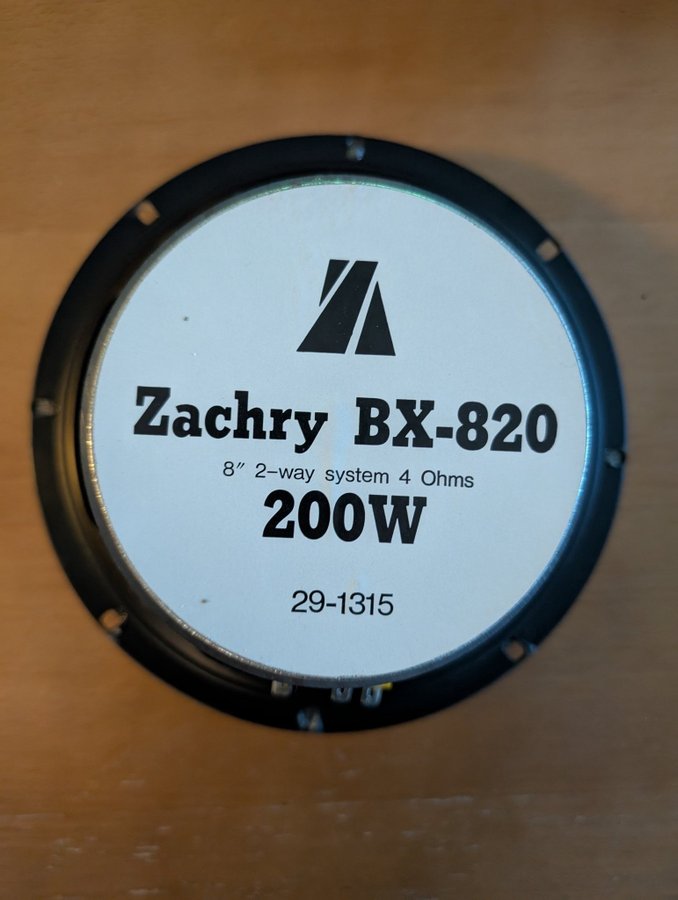 Zachry BX-820
8″ 2-way system 4 Ohms
200W
29-1315